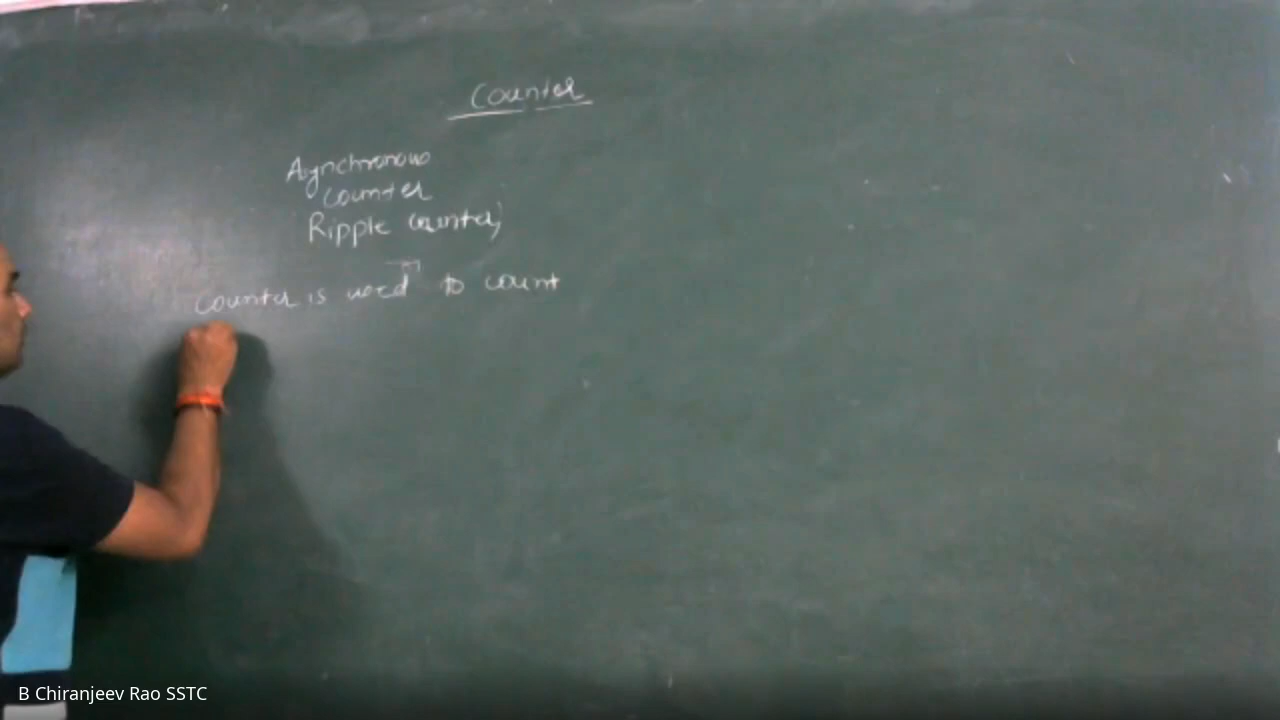 Counter
Asynchronous
counter
Ripple counter)
counter is used to count
B Chiranjeev Rao SSTC